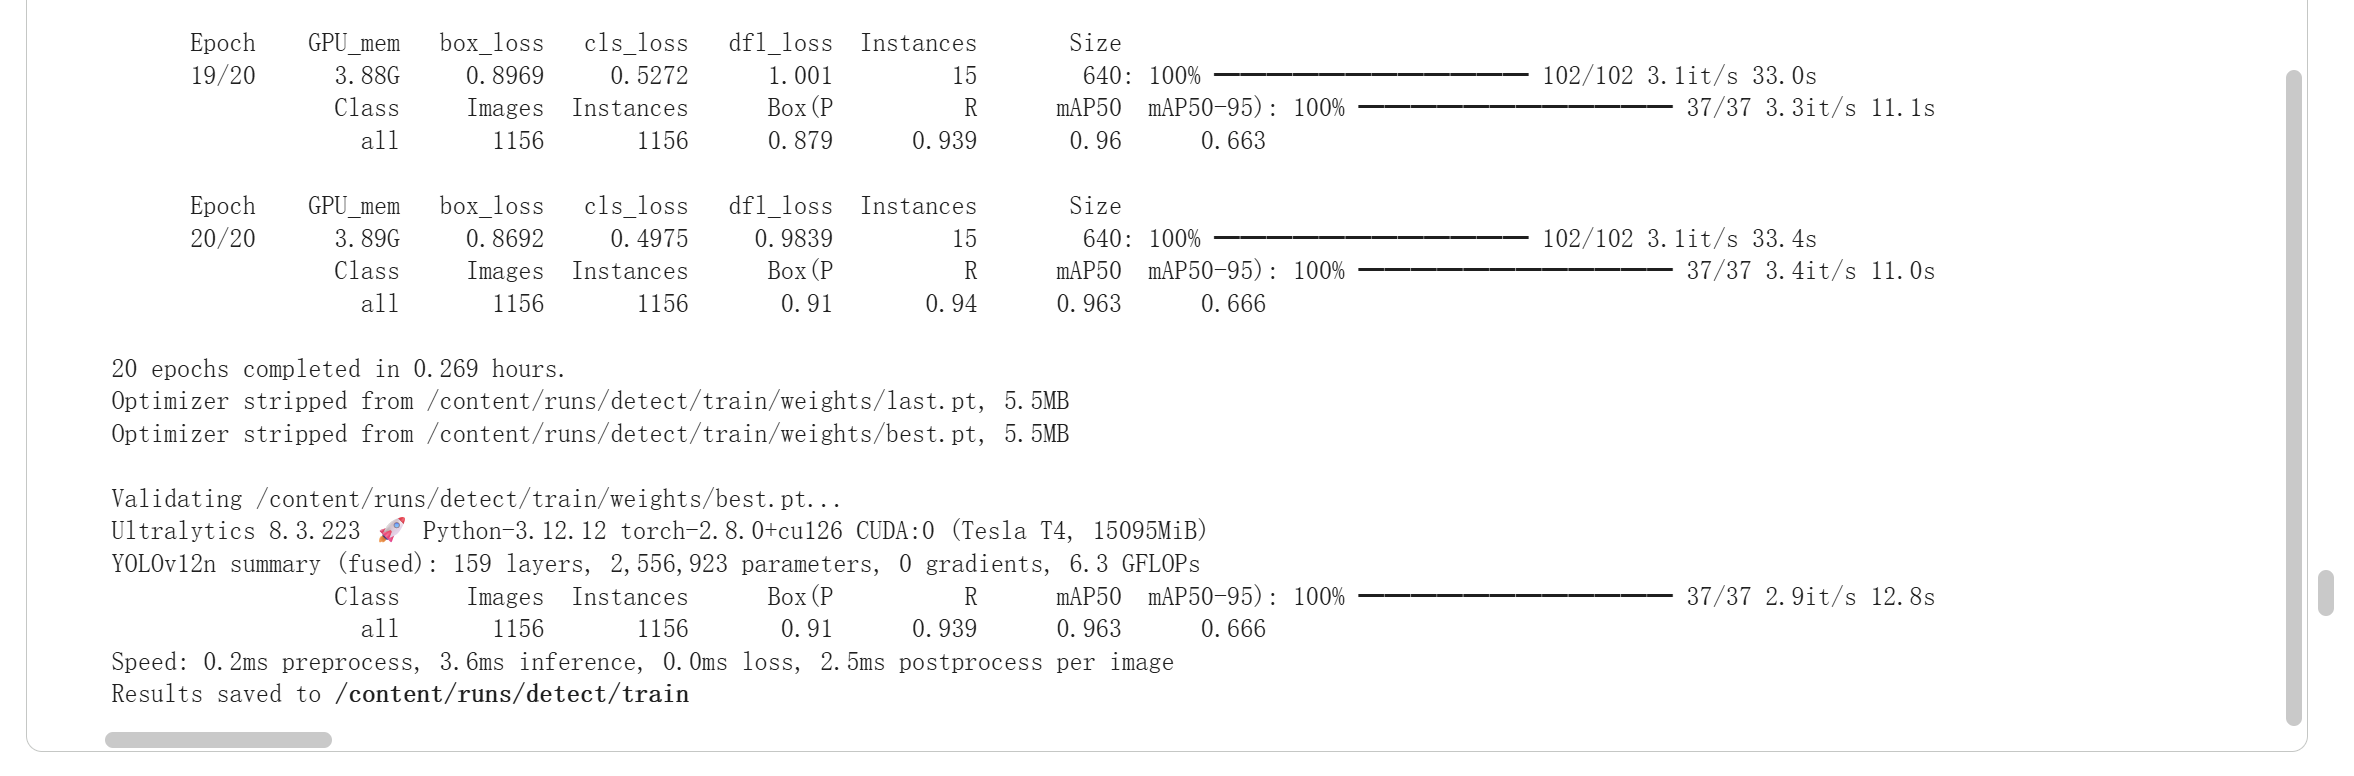 Epoch GPU_mem box_loss cls_loss dfl_loss Instances Size
19/20 3.88G 0.8969 0.5272 1.001 15 640: 100% ━━━━━━━━━━━━ 102/102 3.1it/s 33.0s
Class Images Instances Box(P R mAP50 mAP50-95): 100% ━━━━━━━━━━━━ 37/37 3.3it/s 11.1s
all 1156 1156 0.879 0.939 0.96 0.663
Epoch GPU_mem box_loss cls_loss dfl_loss Instances Size
20/20 3.89G 0.8692 0.4975 0.9839 15 640: 100% ━━━━━━━━━━━━ 102/102 3.1it/s 33.4s
Class Images Instances Box(P R mAP50 mAP50-95): 100% ━━━━━━━━━━━━ 37/37 3.4it/s 11.0s
all 1156 1156 0.91 0.94 0.963 0.666
20 epochs completed in 0.269 hours.
Optimizer stripped from /content/runs/detect/train/weights/last.pt, 5.5MB
Optimizer stripped from /content/runs/detect/train/weights/best.pt, 5.5MB
Validating /content/runs/detect/train/weights/best.pt...
Ultralytics 8.3.223 🚀 Python-3.12.12 torch-2.8.0+cu126 CUDA:0 (Tesla T4, 15095MiB)
YOLOv12n summary (fused): 159 layers, 2,556,923 parameters, 0 gradients, 6.3 GFLOPs
Class Images Instances Box(P R mAP50 mAP50-95): 100% ━━━━━━━━━━━━ 37/37 2.9it/s 12.8s
all 1156 1156 0.91 0.939 0.963 0.666
Speed: 0.2ms preprocess, 3.6ms inference, 0.0ms loss, 2.5ms postprocess per image
Results saved to /content/runs/detect/train